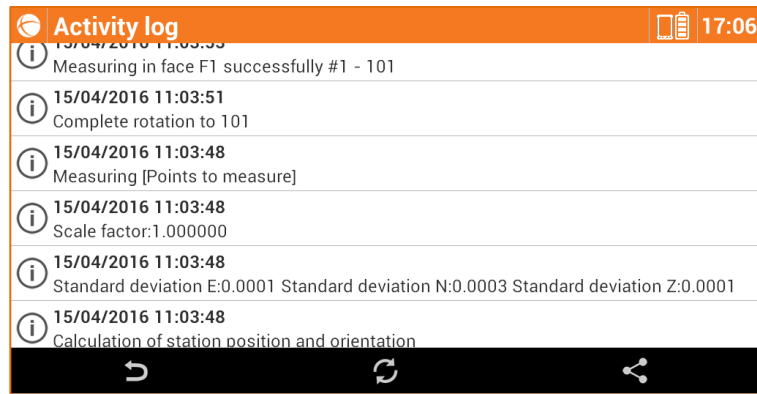 Activity log
17:06
Measuring in face F1 successfully #1 - 101
15/04/2016 11:03:51
Complete rotation to 101
15/04/2016 11:03:48
Measuring [Points to measure]
15/04/2016 11:03:48
Scale factor:1.000000
15/04/2016 11:03:48
Standard deviation E:0.0001 Standard deviation N:0.0003 Standard deviation Z:0.0001
15/04/2016 11:03:48
Calculation of station position and orientation